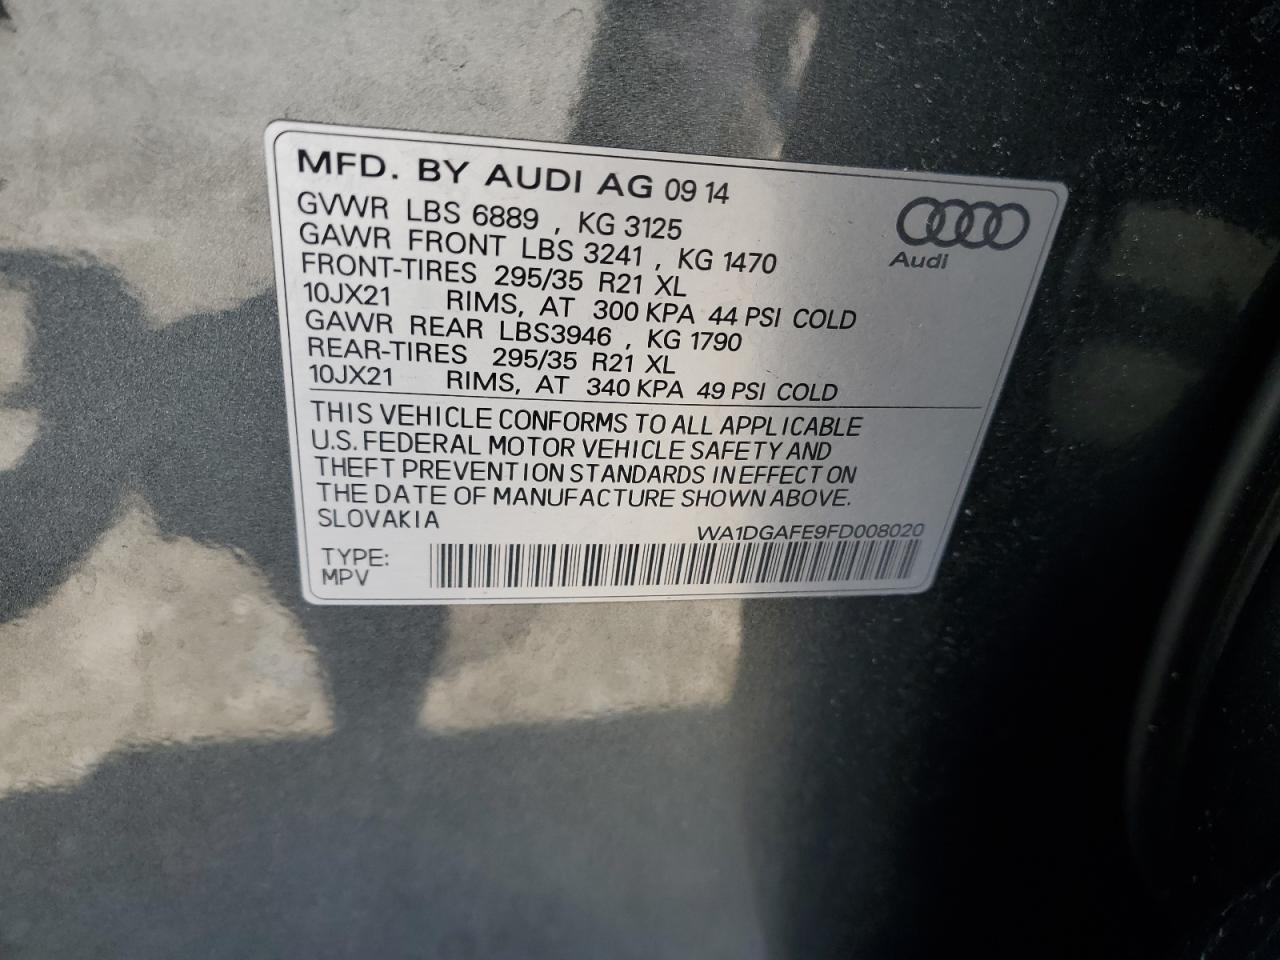 MFD. BY AUDI AG 09 14
GVWR LBS 6889 , KG 3125
GAWR FRONT LBS 3241 , KG 1470
FRONT-TIRES 295/35 R21 XL
10JX21 RIMS, AT 300 KPA 44 PSI COLD
GAWR REAR LBS3946 , KG 1790
REAR-TIRES 295/35 R21 XL
10JX21 RIMS, AT 340 KPA 49 PSI COLD
Audi
THIS VEHICLE CONFORMS TO ALL APPLICABLE
U.S. FEDERAL MOTOR VEHICLE SAFETY AND
THEFT PREVENTION STANDARDS IN EFFECT ON
THE DATE OF MANUFACTURE SHOWN ABOVE.
SLOVAKIA
WA1DGAFE9FD008020
TYPE:
MPV